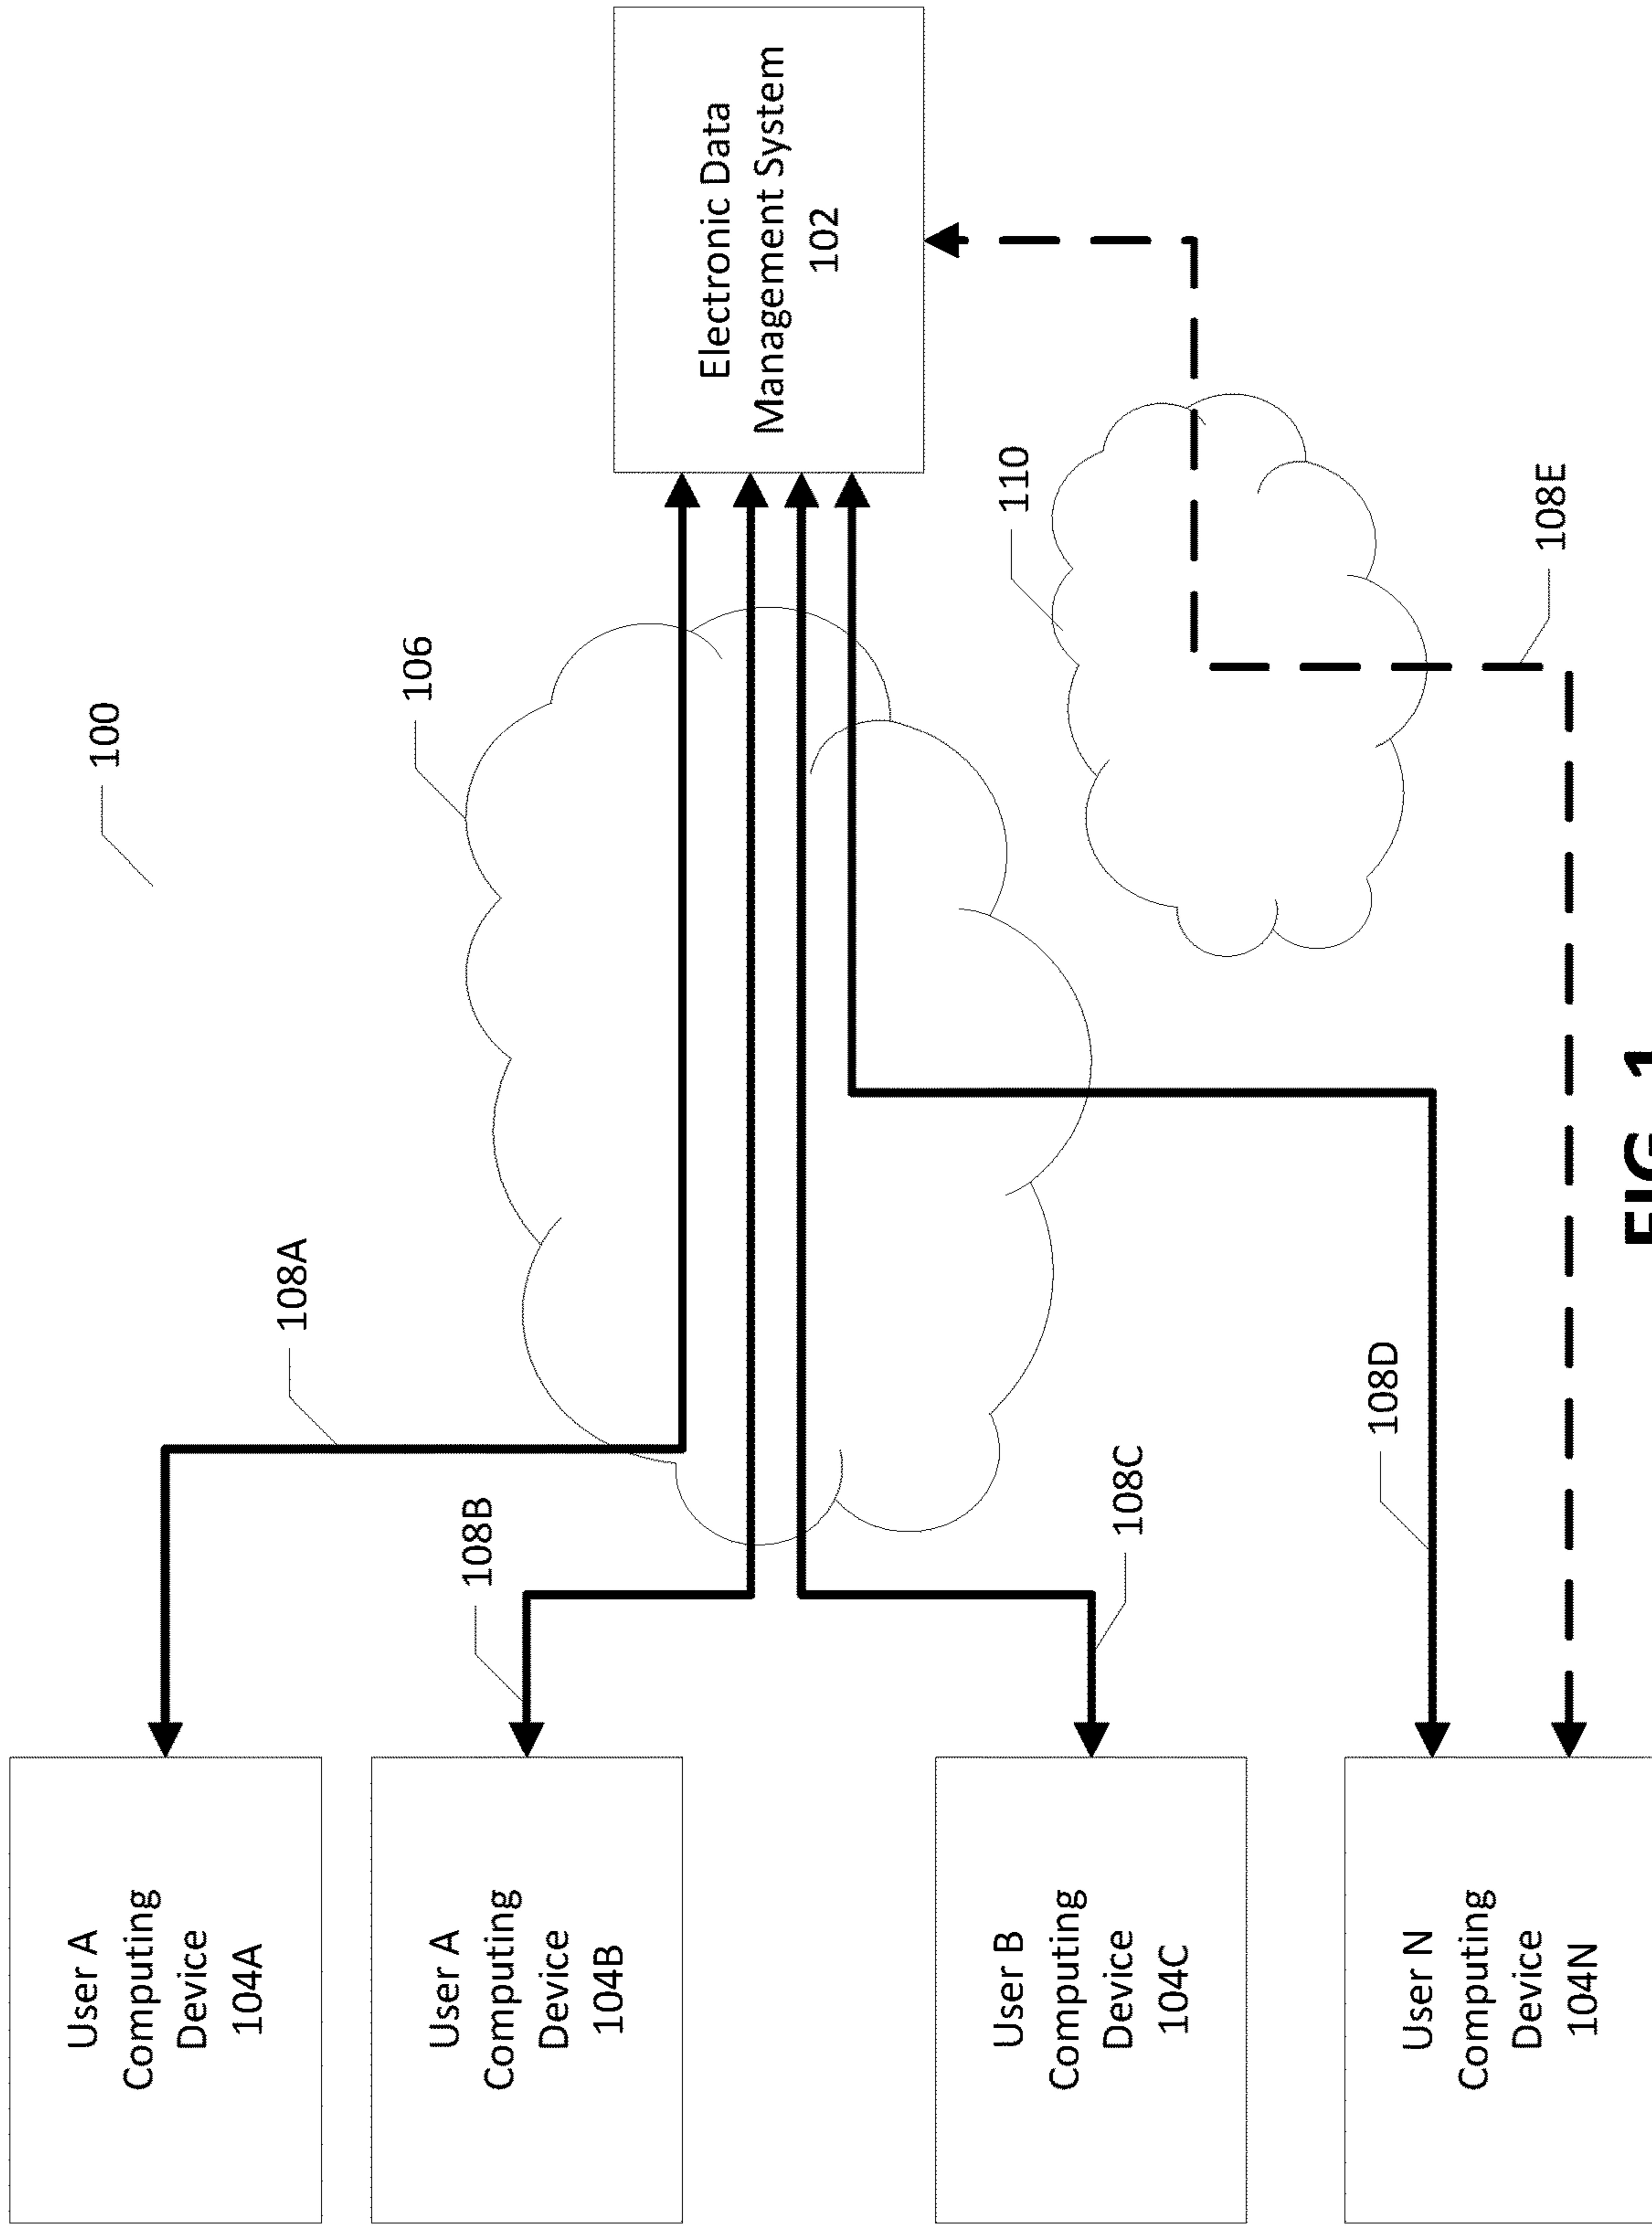 100
User A
Computing
Device
104A
108A
106
Electronic Data
Management System
102
User A
Computing
Device
104B
108B
User B
Computing
Device
104C
108C
110
User N
Computing
Device
104N
108D
108E
FIG. 1